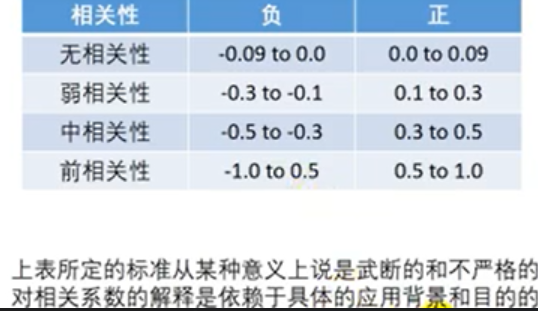 相关性 负 正
无相关性 -0.09 to 0.0 0.0 to 0.09
弱相关性 -0.3 to -0.1 0.1 to 0.3
中相关性 -0.5 to -0.3 0.3 to 0.5
前相关性 -1.0 to 0.5 0.5 to 1.0
上表所定的标准从某种意义上说是武断的和不严格的
对相关系数的解释是依赖于具体的应用背景和目的的